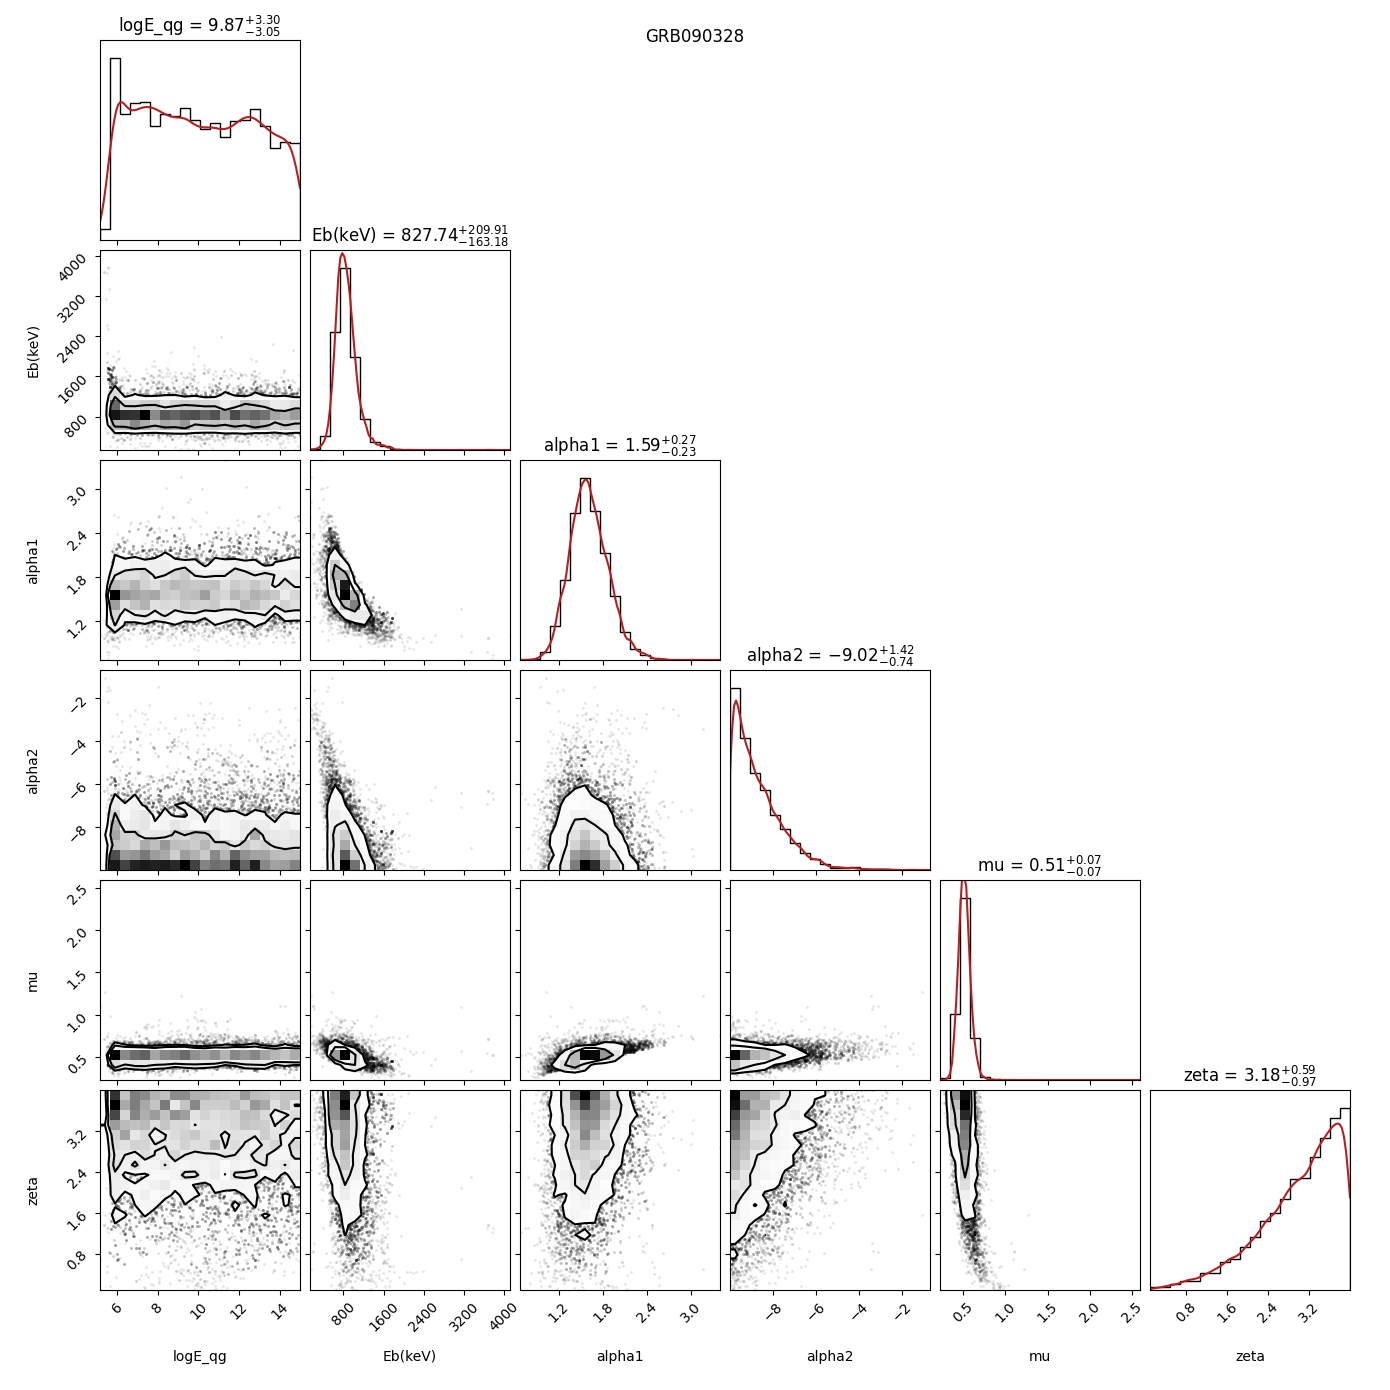 logE_qg = 9.87+3.30 −3.05
GRB090328
Eb(keV) = 827.74+209.91 −163.18
4000
3200
2400
1600
800
Eb(keV)
alpha1 = 1.59+0.27 −0.23
3.0
2.4
1.8
1.2
alpha1
alpha2 = −9.02+1.42 −0.74
−2
−4
−6
−8
alpha2
mu = 0.51+0.07 −0.07
2.5
2.0
1.5
1.0
0.5
mu
zeta = 3.18+0.59 −0.97
3.2
2.4
1.6
0.8
zeta
6 8 10 12 14 800 1600 2400 3200 4000 1.2 1.8 2.4 3.0 −8 −6 −4 −2 0.5 1.0 1.5 2.0 2.5 0.8 1.6 2.4 3.2
logE_qg Eb(keV) alpha1 alpha2 mu zeta